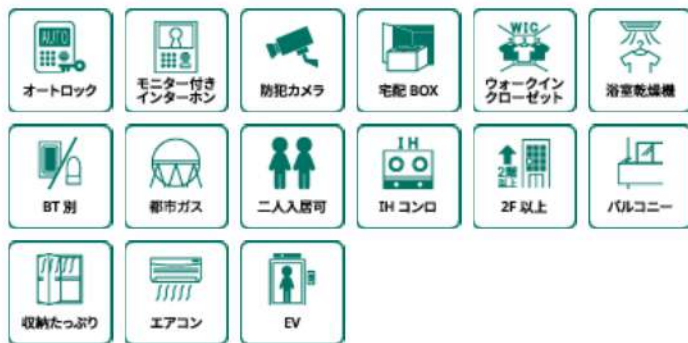 AUTO
オートロック
モニター付き
インターホン
防犯カメラ
宅配 BOX
WIC
ウォークイン
クローゼット
浴室乾燥機
BT 別
都市ガス
二人入居可
IH
IH コンロ
2階
以上
2F 以上
バルコニー
収納たっぷり
エアコン
EV